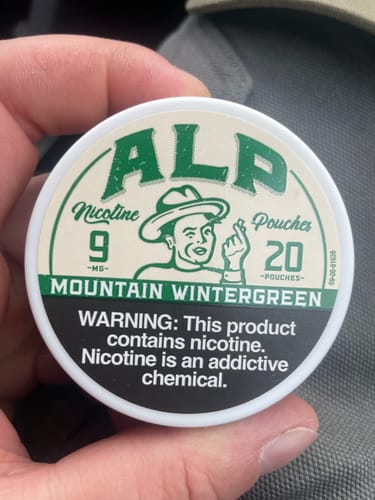 ALP
Nicotine Pouches
9 20
-MG- -POUCHES-
MOUNTAIN WINTERGREEN
WARNING: This product
contains nicotine.
Nicotine is an addictive
chemical.